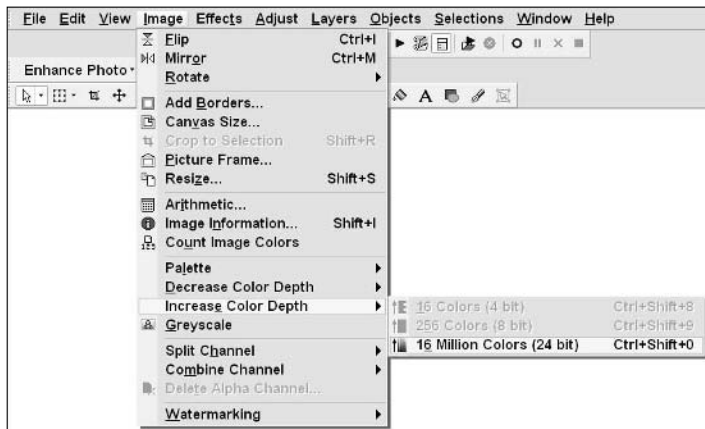 File Edit View Image Effects Adjust Layers Objects Selections Window Help
Enhance Photo
Flip Ctrl+I
Mirror Ctrl+M
Rotate
Add Borders...
Canvas Size...
Crop to Selection Shift+R
Picture Frame...
Resize... Shift+S
Arithmetic...
Image Information... Shift+I
Count Image Colors
Palette
Decrease Color Depth
Increase Color Depth
Greyscale
Split Channel
Combine Channel
Delete Alpha Channel...
Watermarking
16 Colors (4 bit) Ctrl+Shift+8
256 Colors (8 bit) Ctrl+Shift+9
16 Million Colors (24 bit) Ctrl+Shift+0